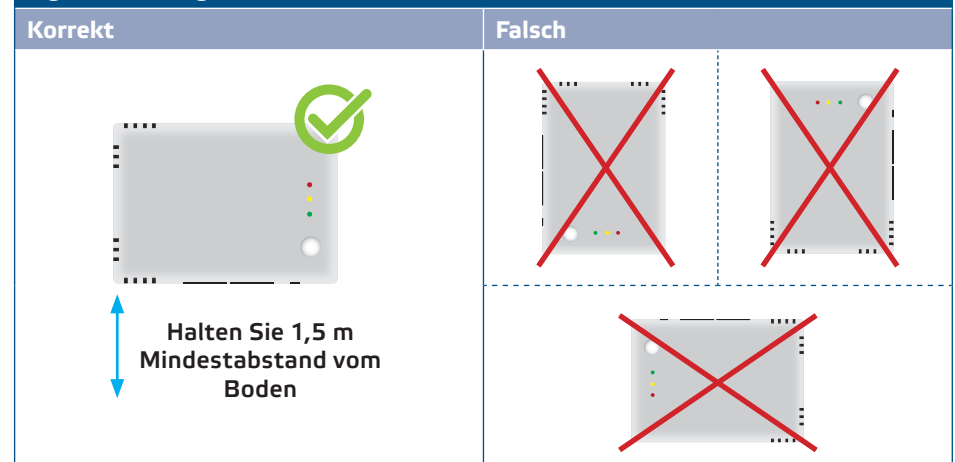 Korrekt
Falsch
Halten Sie 1,5 m
Mindestabstand vom
Boden